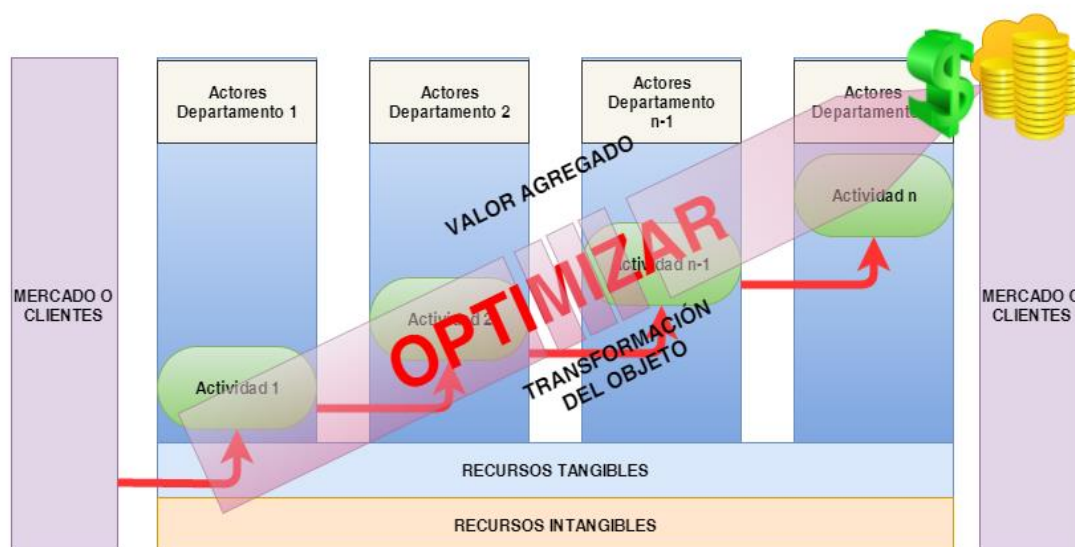 Actores
Departamento 1
Actores
Departamento 2
Actores
Departamento
n-1
Actores
Departamento
VALOR AGREGADO
OPTIMIZAR
TRANSFORMACIÓN
DEL OBJETO
Actividad 1
Actividad 2
Actividad n-1
Actividad n
MERCADO O
CLIENTES
MERCADO O
CLIENTES
RECURSOS TANGIBLES
RECURSOS INTANGIBLES